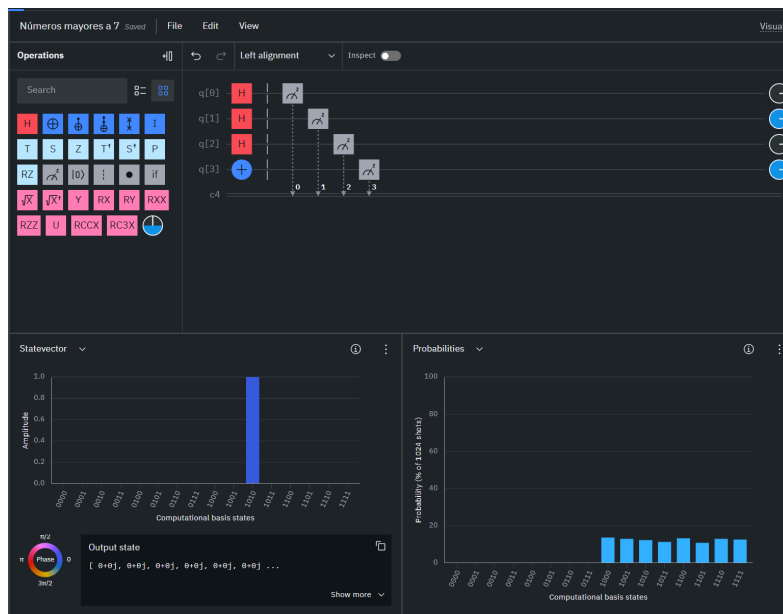 Números mayores a 7 Saved File Edit View Visua
Operations Left alignment Inspect
Search
H
T S Z T† S† P
RZ z |0⟩ if
√X √X† Y RX RY RXX
RZZ U RCCX RC3X
q[0] H z
q[1] H z
q[2] H z
q[3] + z
c4 0 1 2 3
Statevector
Amplitude
1.0
0.8
0.6
0.4
0.2
0.0
0000 0001 0010 0011 0100 0101 0110 0111 1000 1001 1010 1011 1100 1101 1110 1111
Computational basis states
π/2
π Phase 0
3π/2
Output state
[ 0+0j, 0+0j, 0+0j, 0+0j, 0+0j, 0+0j ...
Show more
Probabilities
Probability (% of 1024 shots)
100
80
60
40
20
0
0000 0001 0010 0011 0100 0101 0110 0111 1000 1001 1010 1011 1100 1101 1110 1111
Computational basis states